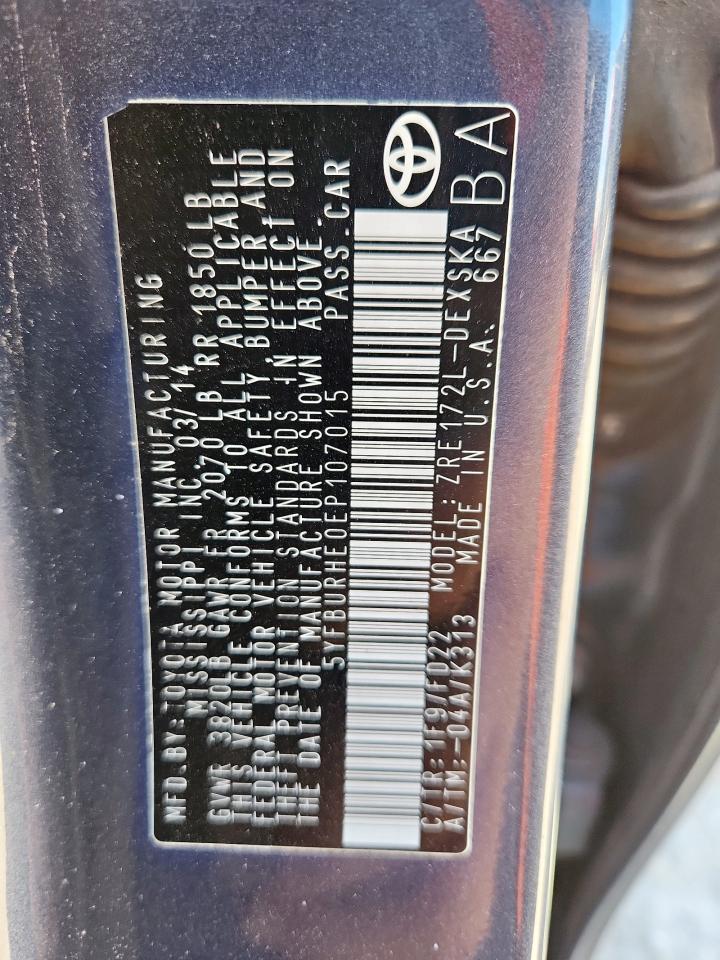 MFD.BY:TOYOTA MOTOR MANUFACTURING
MISSISSIPPI INC. 03/14
GVWR 3820LB GAWR FR 2070 LB RR 1850LB
THIS VEHICLE CONFORMS TO ALL APPLICABLE
FEDERAL MOTOR VEHICLE SAFETY,BUMPER AND
THEFT PREVENTION STANDARDS IN EFFECT ON
THE DATE OF MANUFACTURE SHOWN ABOVE.
5YFBURHE0EP107015 PASS.CAR
C/TR:1F9/FD22 MODEL:ZRE172L-DEXSKA
A/TM:-04A/K313 MADE IN U.S.A. 667
BA